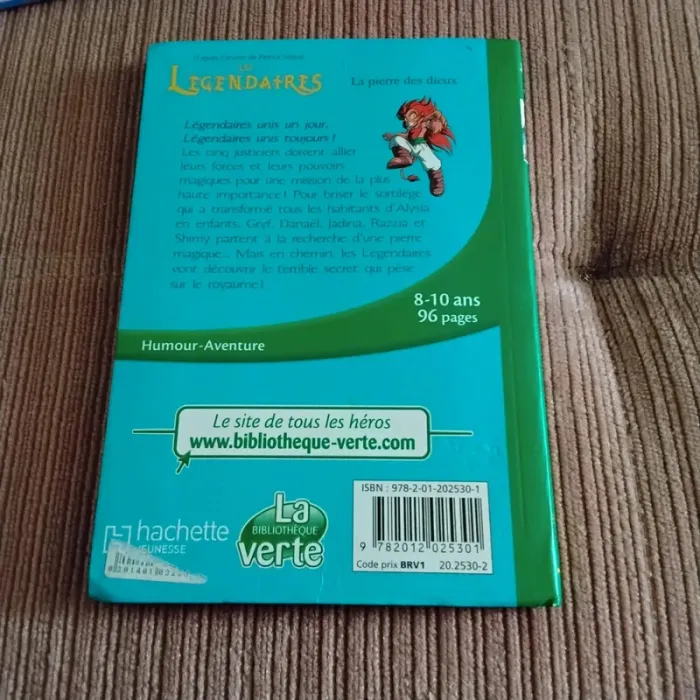 D'après l'œuvre de Patrick Sobral
Les
LÉGENDAIRES
La pierre des dieux
Légendaires unis un jour,
Légendaires unis toujours !
Les cinq justiciers doivent allier
leurs forces et leurs pouvoirs
magiques pour une mission de la plus
haute importance ! Pour briser le sortilège
qui a transformé tous les habitants d'Alysia
en enfants, Gryf, Danaël, Jadina, Razzia et
Shimy partent à la recherche d'une pierre
magique... Mais en chemin, les Légendaires
vont découvrir le terrible secret qui pèse
sur le royaume !
8-10 ans
96 pages
Humour-Aventure
Le site de tous les héros
www.bibliotheque-verte.com
ISBN : 978-2-01-202530-1
9 782012 025301
Code prix BRV1 20.2530-2
La
BIBLIOTHÈQUE
verte
hachette
JEUNESSE